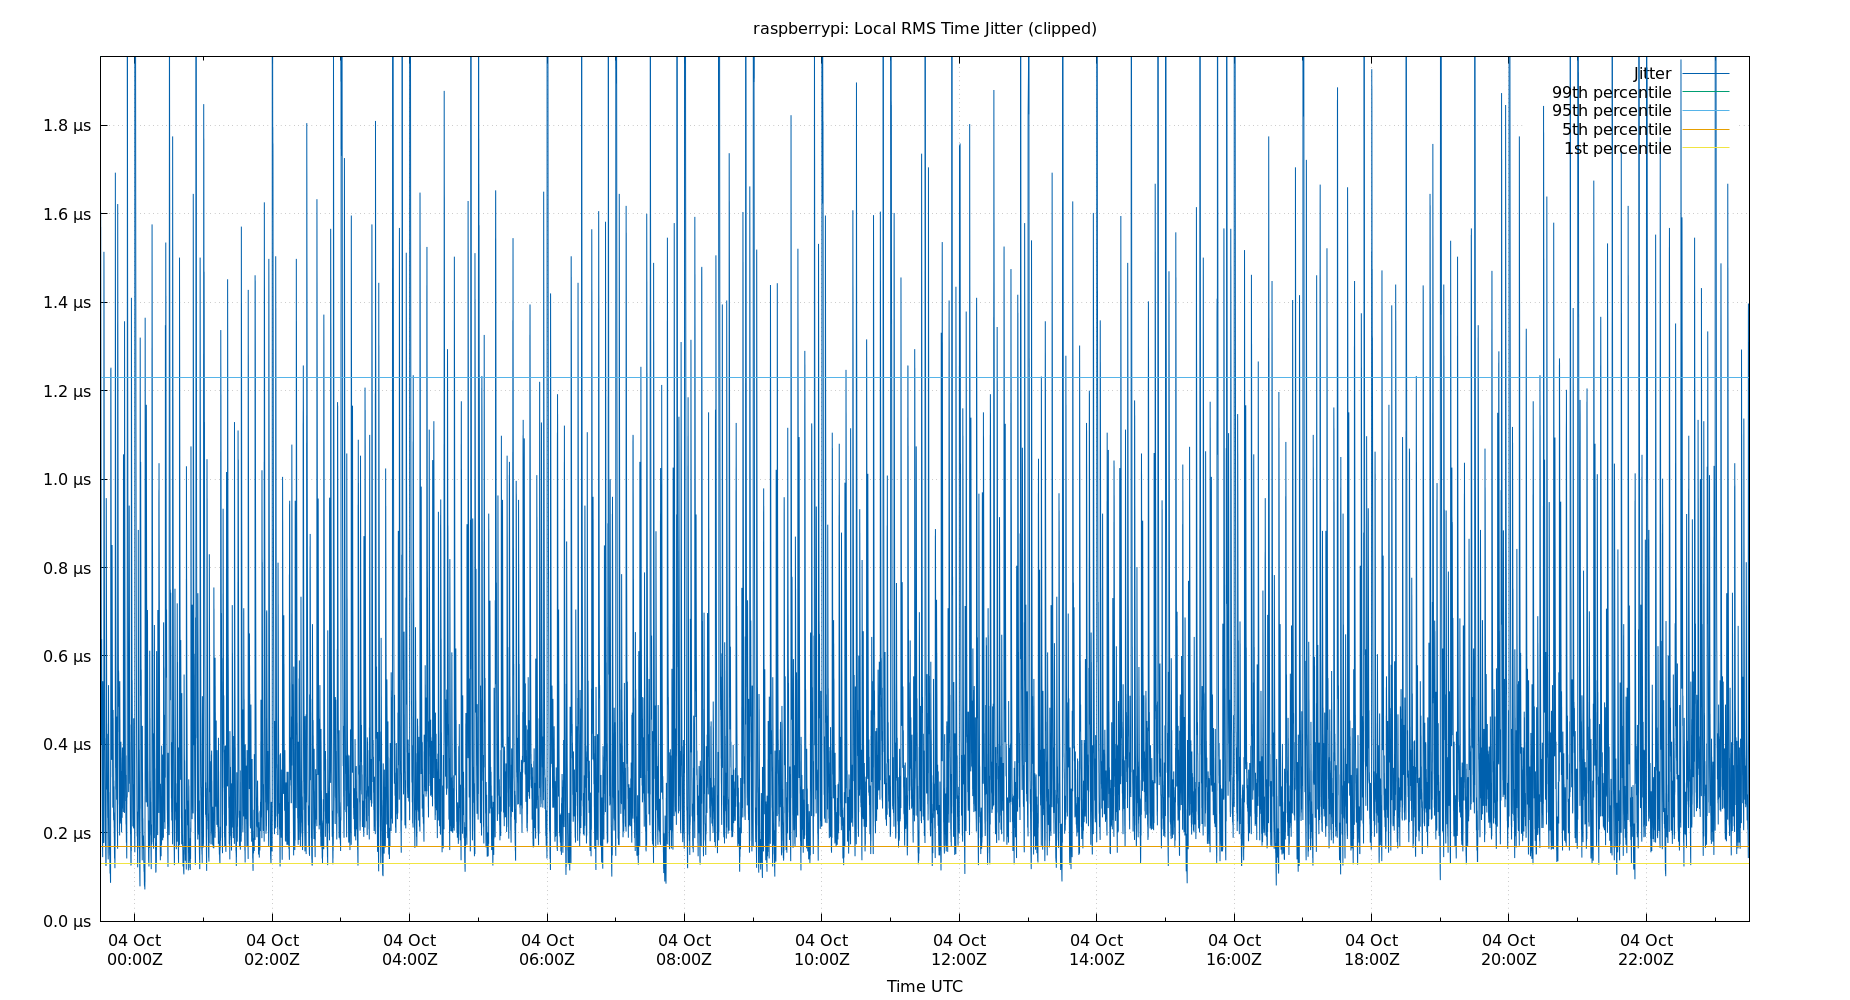 raspberrypi: Local RMS Time Jitter (clipped)
Jitter
99th percentile
95th percentile
5th percentile
1st percentile
1.8 µs
1.6 µs
1.4 µs
1.2 µs
1.0 µs
0.8 µs
0.6 µs
0.4 µs
0.2 µs
0.0 µs
04 Oct 04 Oct 04 Oct 04 Oct 04 Oct 04 Oct 04 Oct 04 Oct 04 Oct 04 Oct 04 Oct 04 Oct
00:00Z 02:00Z 04:00Z 06:00Z 08:00Z 10:00Z 12:00Z 14:00Z 16:00Z 18:00Z 20:00Z 22:00Z
Time UTC